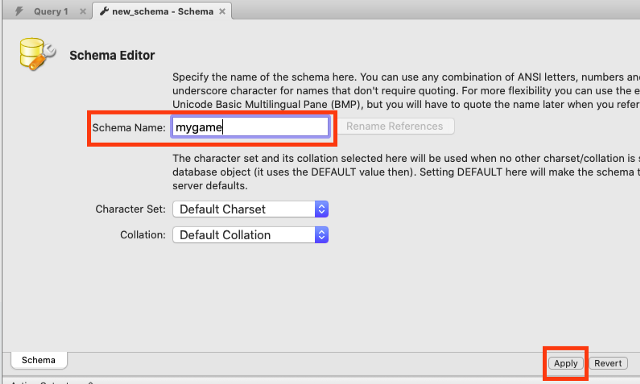 Query 1
new_schema - Schema
Schema Editor
Specify the name of the schema here. You can use any combination of ANSI letters, numbers an
underscore character for names that don't require quoting. For more flexibility you can use the e
Unicode Basic Multilingual Pane (BMP), but you will have to quote the name later when you refer
Schema Name: mygame Rename References
The character set and its collation selected here will be used when no other charset/collation is s
database object (it uses the DEFAULT value then). Setting DEFAULT here will make the schema t
server defaults.
Character Set: Default Charset
Collation: Default Collation
Schema
Apply Revert